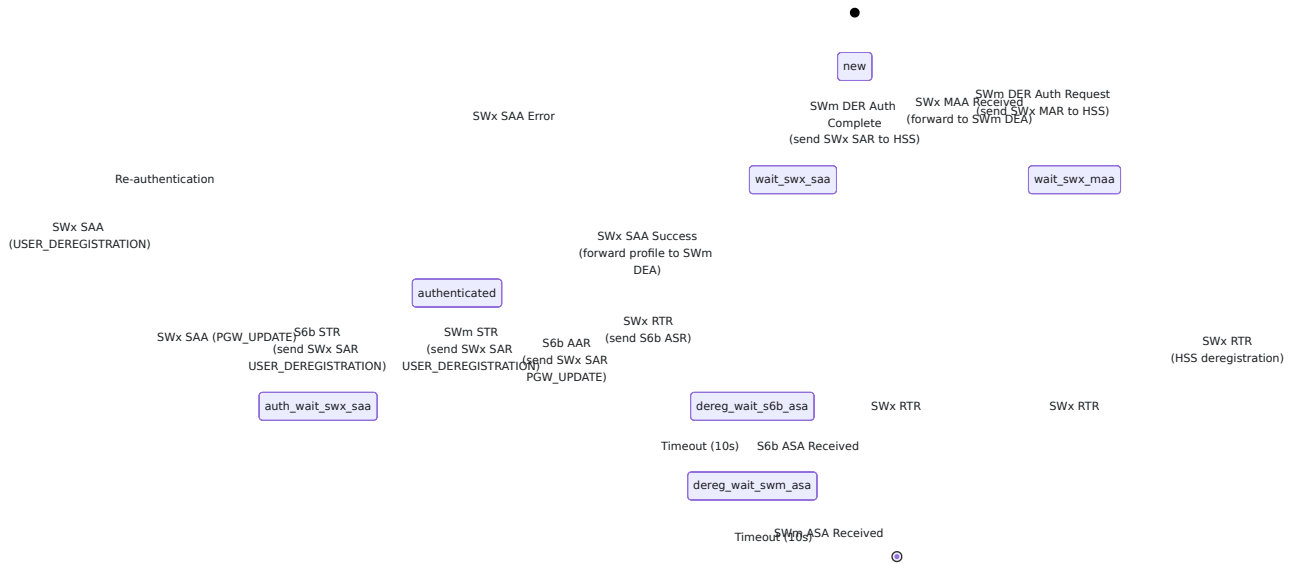 new
SWm DER Auth Request
(send SWx MAR to HSS)
SWx MAA Received
(forward to SWm DEA)
SWm DER Auth
Complete
(send SWx SAR to HSS)
SWx SAA Error
Re-authentication
wait_swx_saa
wait_swx_maa
SWx SAA
(USER_DEREGISTRATION)
SWx SAA Success
(forward profile to SWm
DEA)
authenticated
SWx SAA (PGW_UPDATE)
S6b STR
(send SWx SAR
USER_DEREGISTRATION)
SWm STR
(send SWx SAR
USER_DEREGISTRATION)
S6b AAR
(send SWx SAR
PGW_UPDATE)
SWx RTR
(send S6b ASR)
SWx RTR
(HSS deregistration)
auth_wait_swx_saa
dereg_wait_s6b_asa
SWx RTR
SWx RTR
Timeout (10s)
S6b ASA Received
dereg_wait_swm_asa
Timeout (10s)
SWm ASA Received